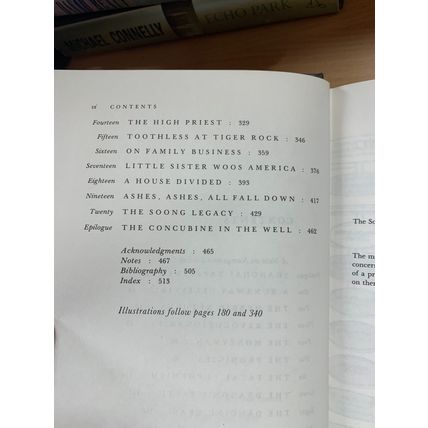 MICHAEL CONNELLY
ECHO PARK
CONTENTS
Fourteen THE HIGH PRIEST : 329
Fifteen TOOTHLESS AT TIGER ROCK : 346
Sixteen ON FAMILY BUSINESS : 359
Seventeen LITTLE SISTER WOOS AMERICA : 376
Eighteen A HOUSE DIVIDED : 393
Nineteen ASHES, ASHES, ALL FALL DOWN : 417
Twenty THE SOONG LEGACY : 429
Epilogue THE CONCUBINE IN THE WELL : 462
Acknowledgments : 465
Notes : 467
Bibliography : 505
Index : 513
Illustrations follow pages 180 and 340
The So
The m
concers
of a pr
on then